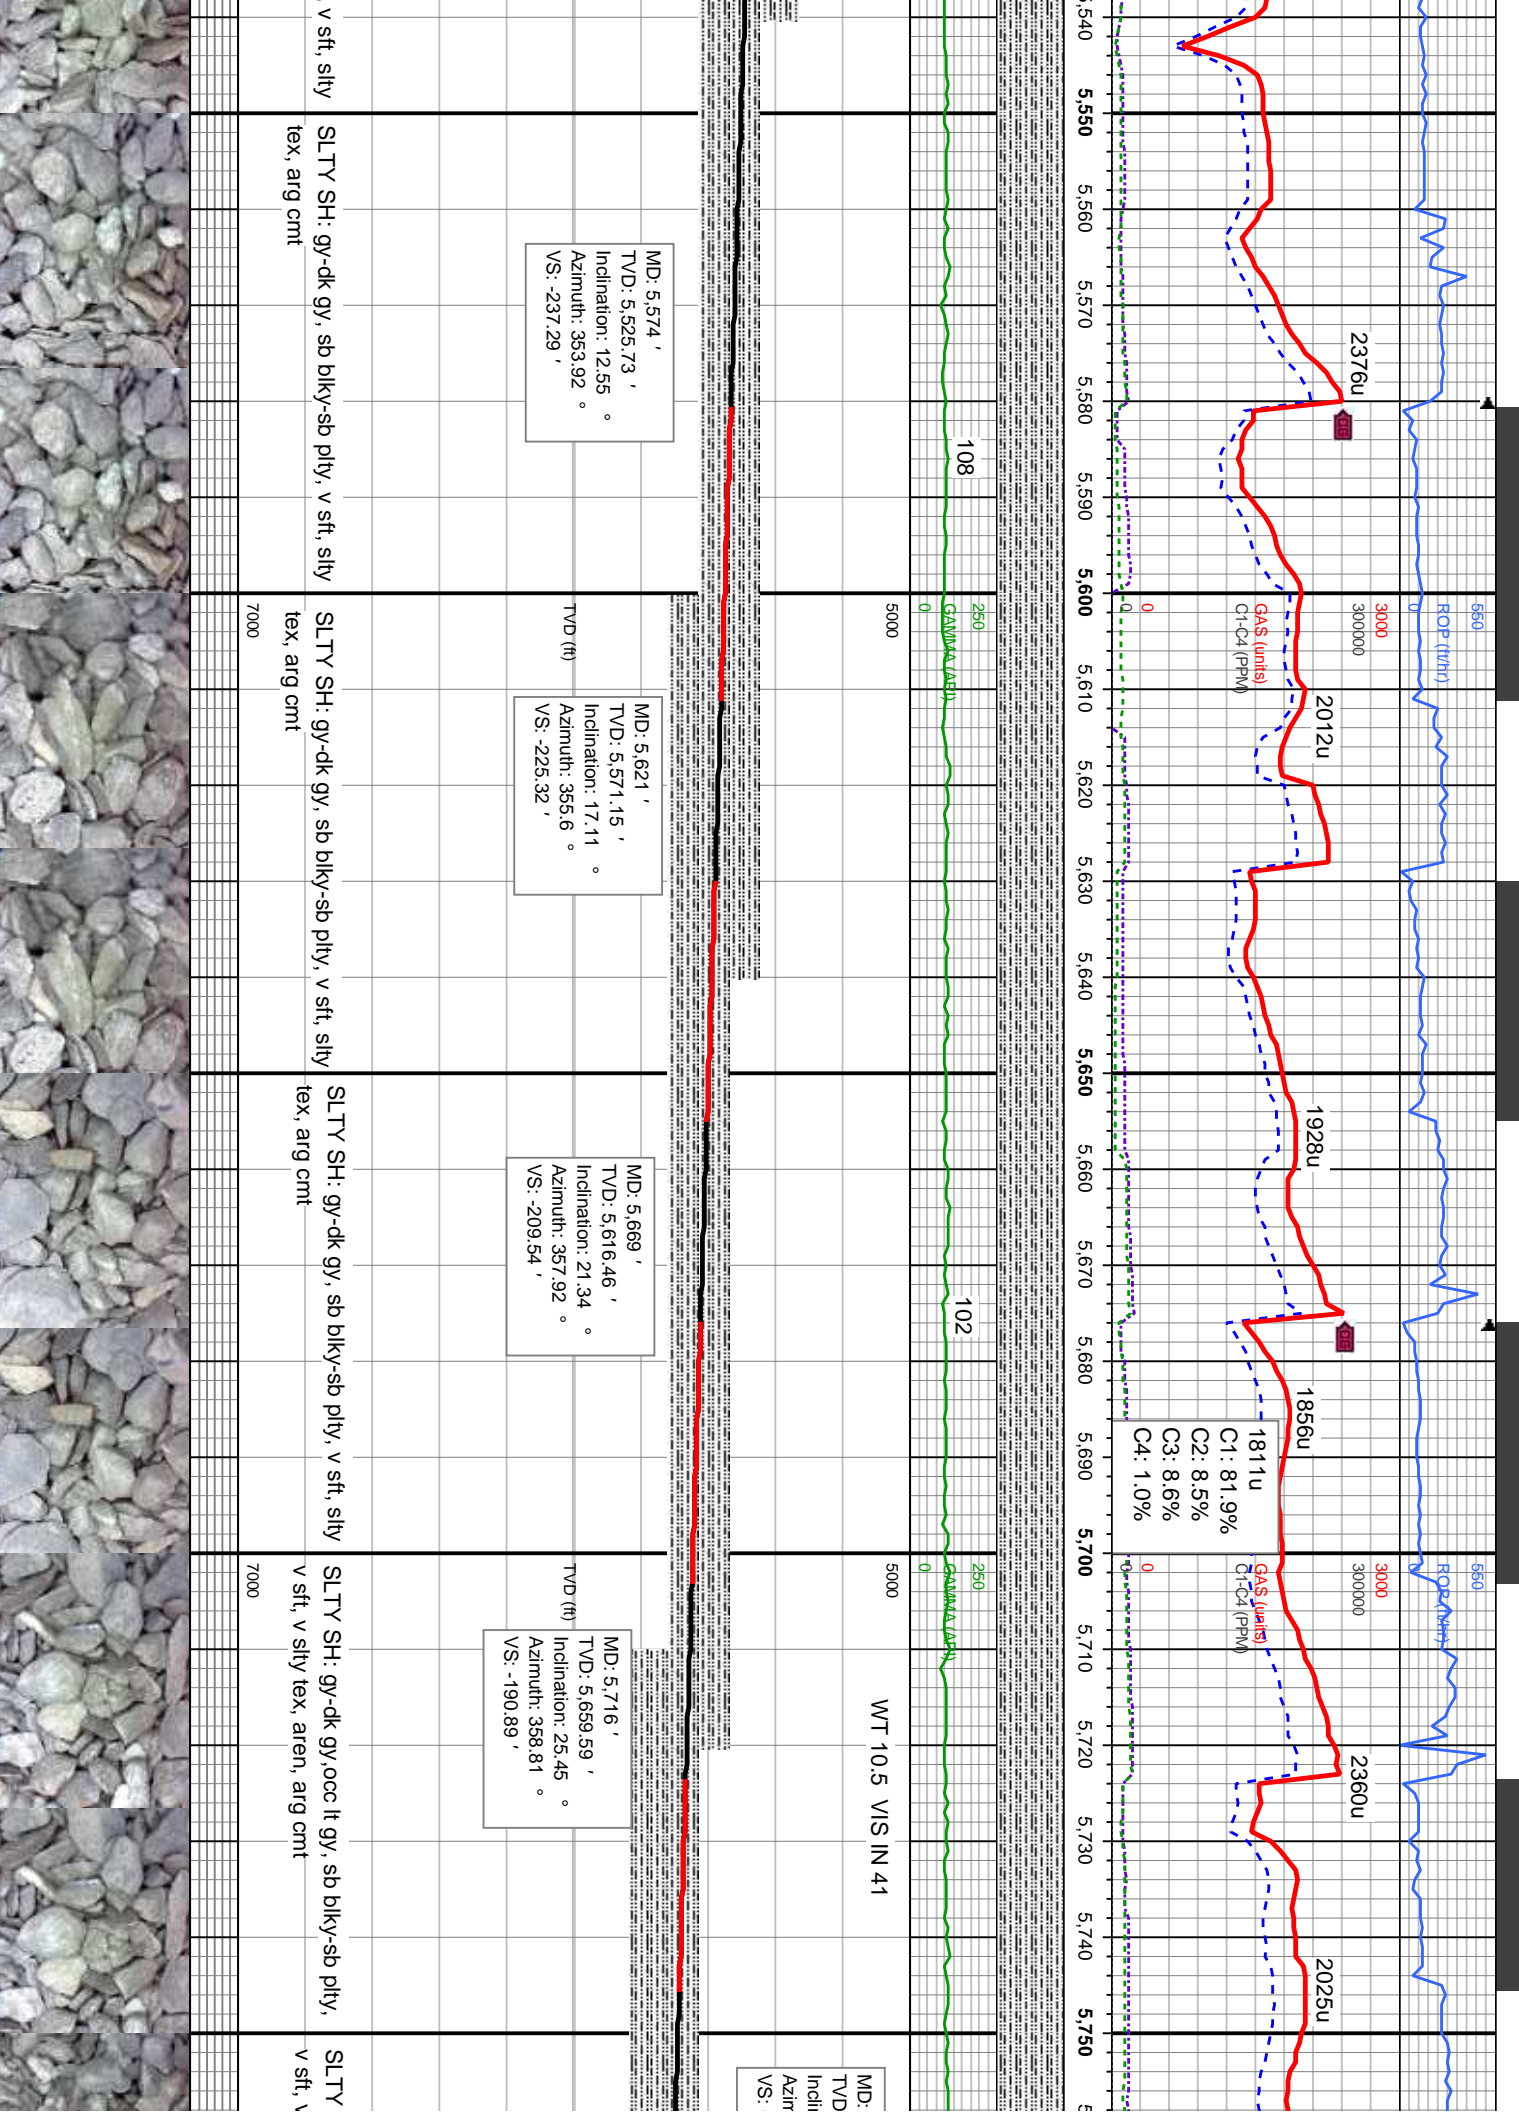 5,540
5,550
5,560
5,570
5,580
5,590
5,600
5,610
5,620
5,630
5,640
5,650
5,660
5,670
5,680
5,690
5,700
5,710
5,720
5,730
5,740
5,750
550
ROP (ft/hr)
0
3000
300000
GAS (units)
C1-C4 (PPM)
0
0
550
ROP (ft/hr)
0
3000
300000
GAS (units)
C1-C4 (PPM)
0
0
2376u
2012u
1928u
1856u
1811u
C1: 81.9%
C2: 8.5%
C3: 8.6%
C4: 1.0%
2360u
2025u
108
102
250
GAMMA (API)
0
250
GAMMA (API)
0
5000
TVD (ft)
7000
5000
TVD (ft)
7000
WT 10.5 VIS IN 41
MD: 5,574 '
TVD: 5,525.73 '
Inclination: 12.55 °
Azimuth: 353.92 °
VS: -237.29 '
MD: 5,621 '
TVD: 5,571.15 '
Inclination: 17.11 °
Azimuth: 355.6 °
VS: -225.32 '
MD: 5,669 '
TVD: 5,616.46 '
Inclination: 21.34 °
Azimuth: 357.92 °
VS: -209.54 '
MD: 5,716 '
TVD: 5,659.59 '
Inclination: 25.45 °
Azimuth: 358.81 °
VS: -190.89 '
MD:
TVD
Incli
Azim
VS:
v sft, slty
SLTY SH: gy-dk gy, sb blky-sb plty, v sft, slty
tex, arg cmt
SLTY SH: gy-dk gy, sb blky-sb plty, v sft, slty
tex, arg cmt
SLTY SH: gy-dk gy, sb blky-sb plty, v sft, slty
tex, arg cmt
SLTY SH: gy-dk gy,occ lt gy, sb blky-sb plty,
v sft, v slty tex, aren, arg cmt
SLTY
v sft,